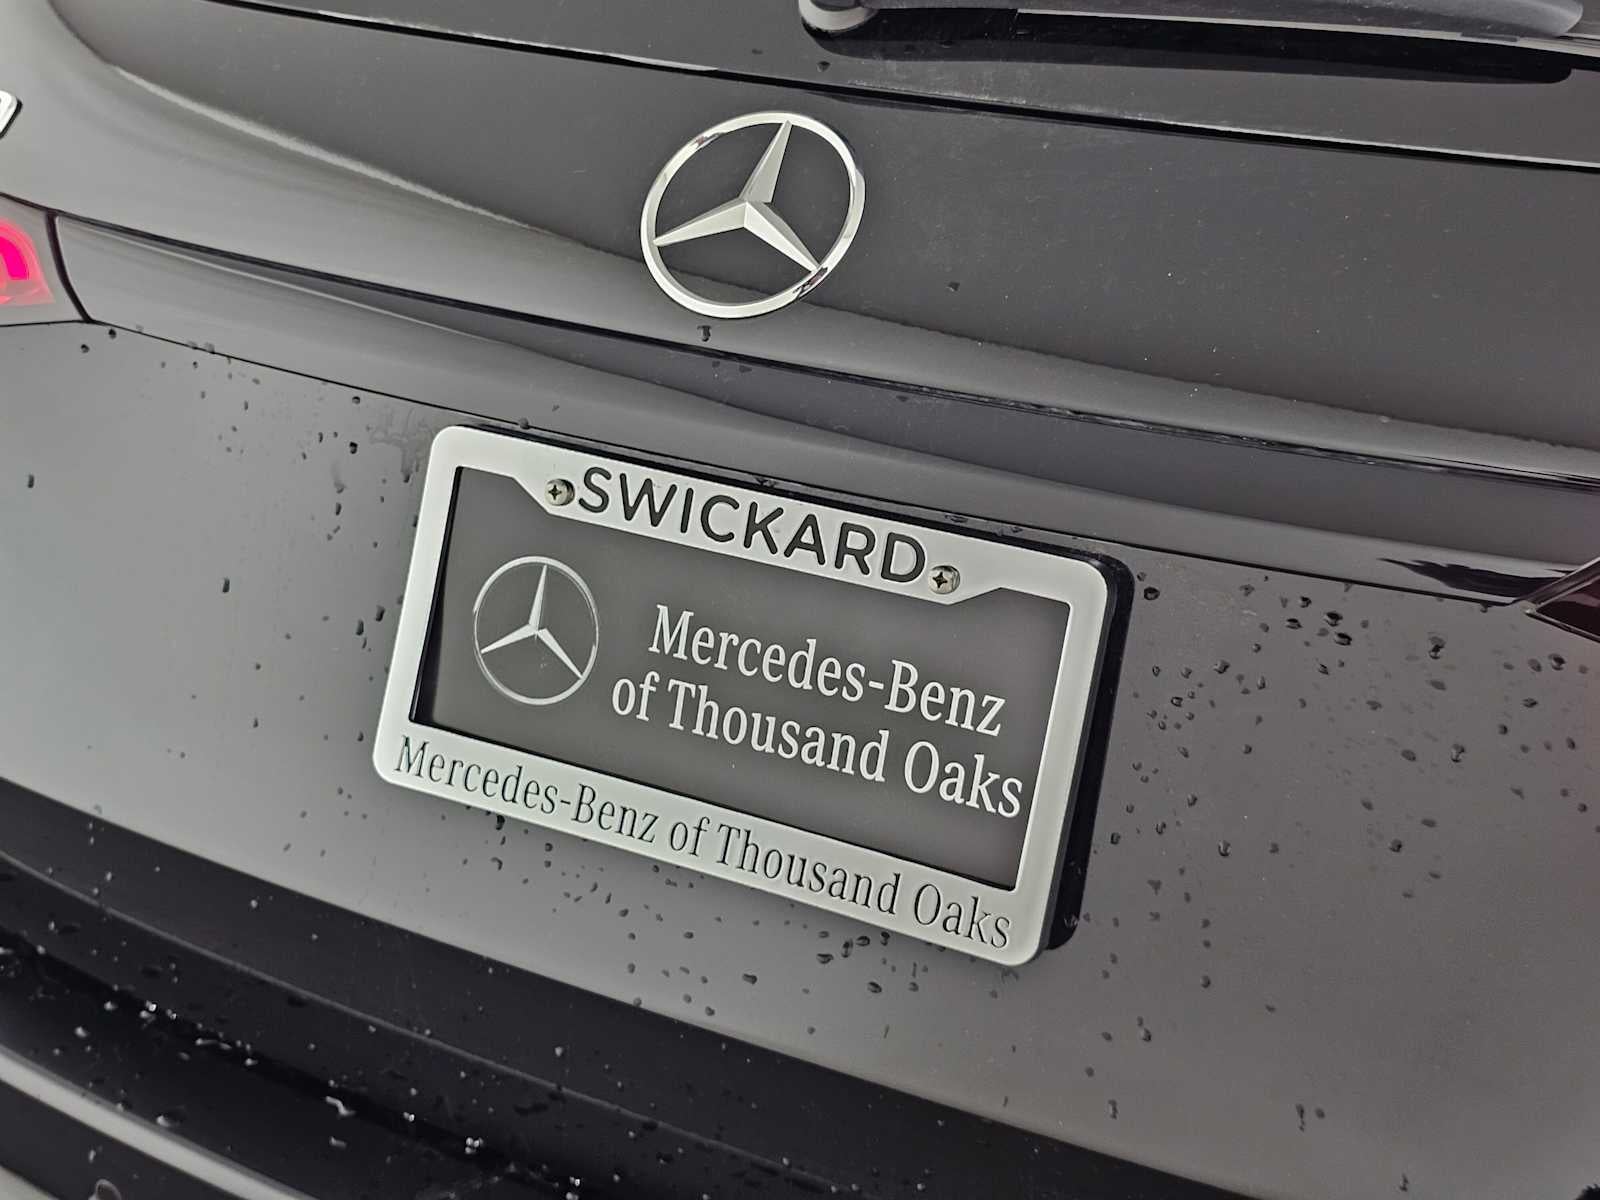 SWICKARD
Mercedes-Benz
of Thousand Oaks
Mercedes-Benz of Thousand Oaks